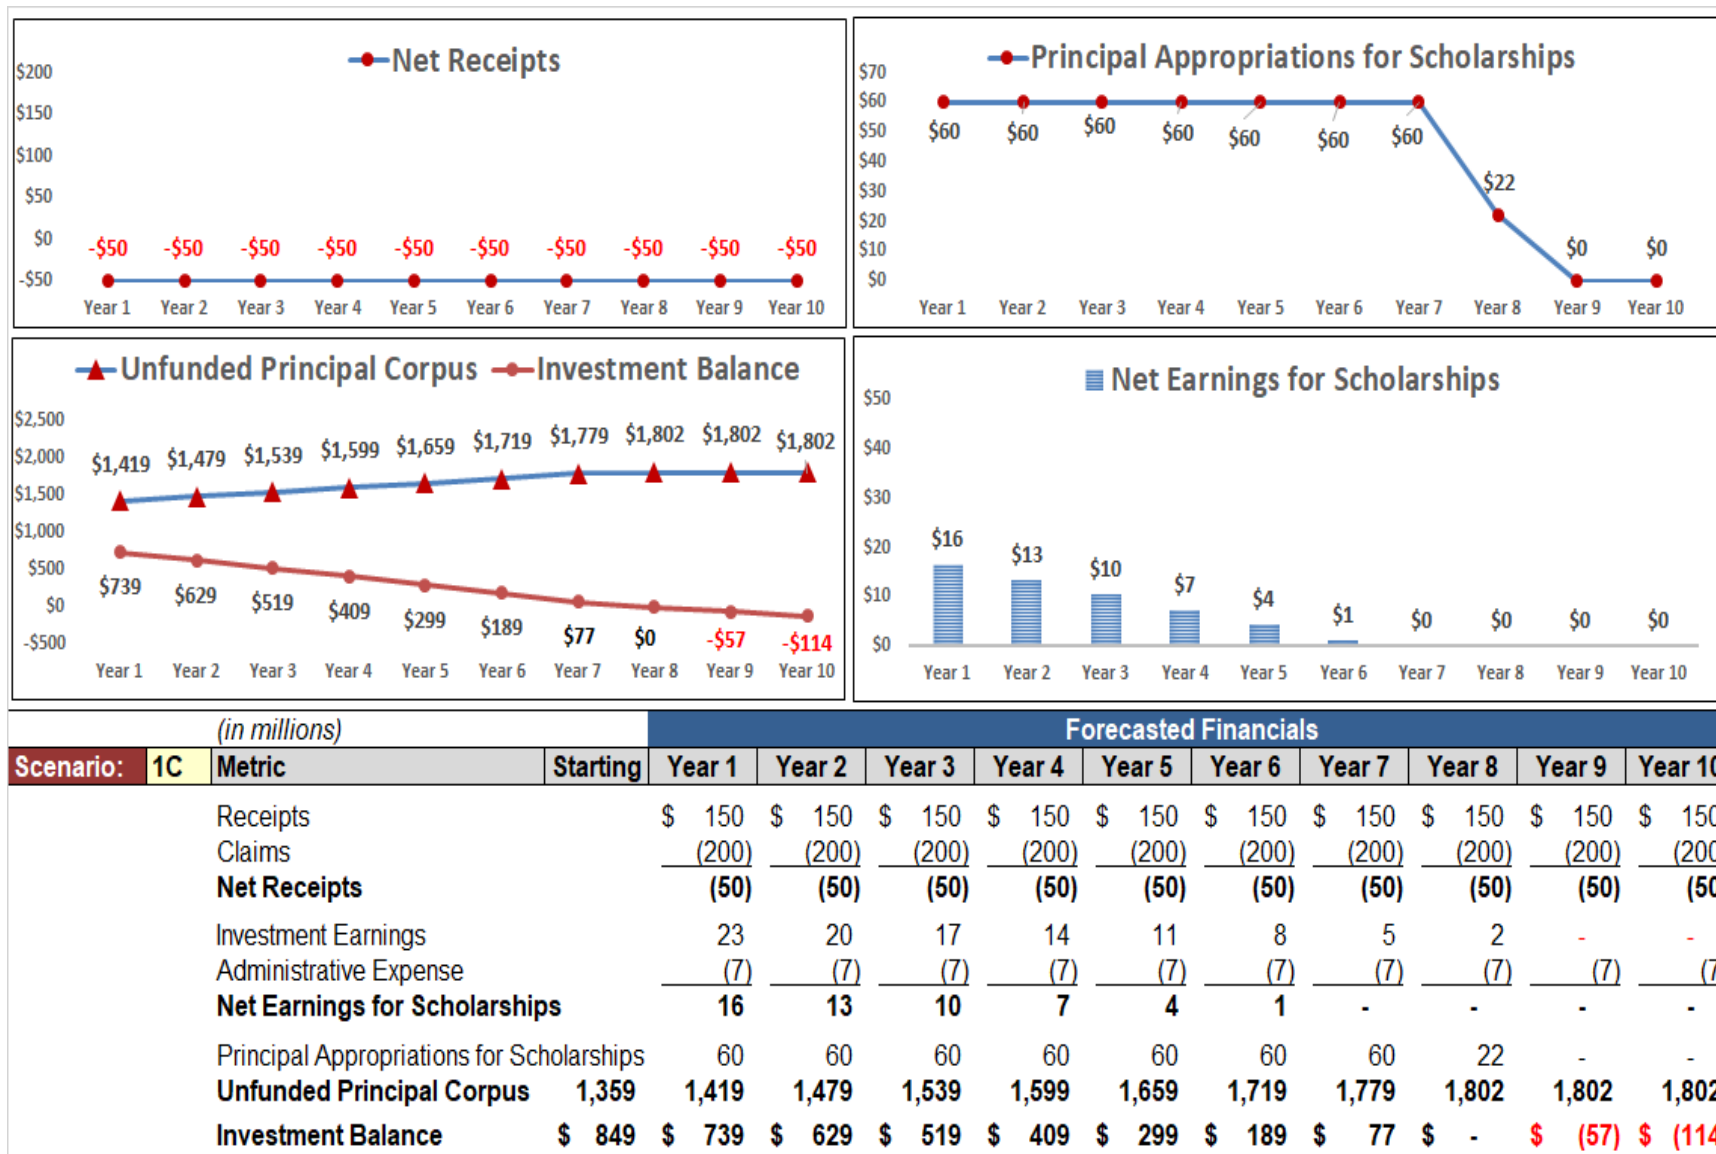 Net Receipts
$200
$150
$100
$50
$0
-$50
-$50 -$50 -$50 -$50 -$50 -$50 -$50 -$50 -$50 -$50
Year 1 Year 2 Year 3 Year 4 Year 5 Year 6 Year 7 Year 8 Year 9 Year 10
Principal Appropriations for Scholarships
$70
$60
$50
$40
$30
$20
$10
$0
$60 $60 $60 $60 $60 $60 $60 $22 $0 $0
Year 1 Year 2 Year 3 Year 4 Year 5 Year 6 Year 7 Year 8 Year 9 Year 10
Unfunded Principal Corpus Investment Balance
$2,500
$2,000
$1,500
$1,000
$500
$0
-$500
$1,419 $1,479 $1,539 $1,599 $1,659 $1,719 $1,779 $1,802 $1,802 $1,802
$739 $629 $519 $409 $299 $189 $77 $0 -$57 -$114
Year 1 Year 2 Year 3 Year 4 Year 5 Year 6 Year 7 Year 8 Year 9 Year 10
Net Earnings for Scholarships
$50
$40
$30
$20
$10
$0
$16 $13 $10 $7 $4 $1 $0 $0 $0 $0
Year 1 Year 2 Year 3 Year 4 Year 5 Year 6 Year 7 Year 8 Year 9 Year 10
(in millions) Forecasted Financials
Scenario: 1C Metric Starting Year 1 Year 2 Year 3 Year 4 Year 5 Year 6 Year 7 Year 8 Year 9 Year 10
Receipts $ 150 $ 150 $ 150 $ 150 $ 150 $ 150 $ 150 $ 150 $ 150 $ 150
Claims (200) (200) (200) (200) (200) (200) (200) (200) (200) (200
Net Receipts (50) (50) (50) (50) (50) (50) (50) (50) (50) (50
Investment Earnings 23 20 17 14 11 8 5 2 - -
Administrative Expense (7) (7) (7) (7) (7) (7) (7) (7) (7) (7
Net Earnings for Scholarships 16 13 10 7 4 1 - - - -
Principal Appropriations for Scholarships 60 60 60 60 60 60 60 22 - -
Unfunded Principal Corpus 1,359 1,419 1,479 1,539 1,599 1,659 1,719 1,779 1,802 1,802 1,802
Investment Balance $ 849 $ 739 $ 629 $ 519 $ 409 $ 299 $ 189 $ 77 $ - $ (57) $ (114